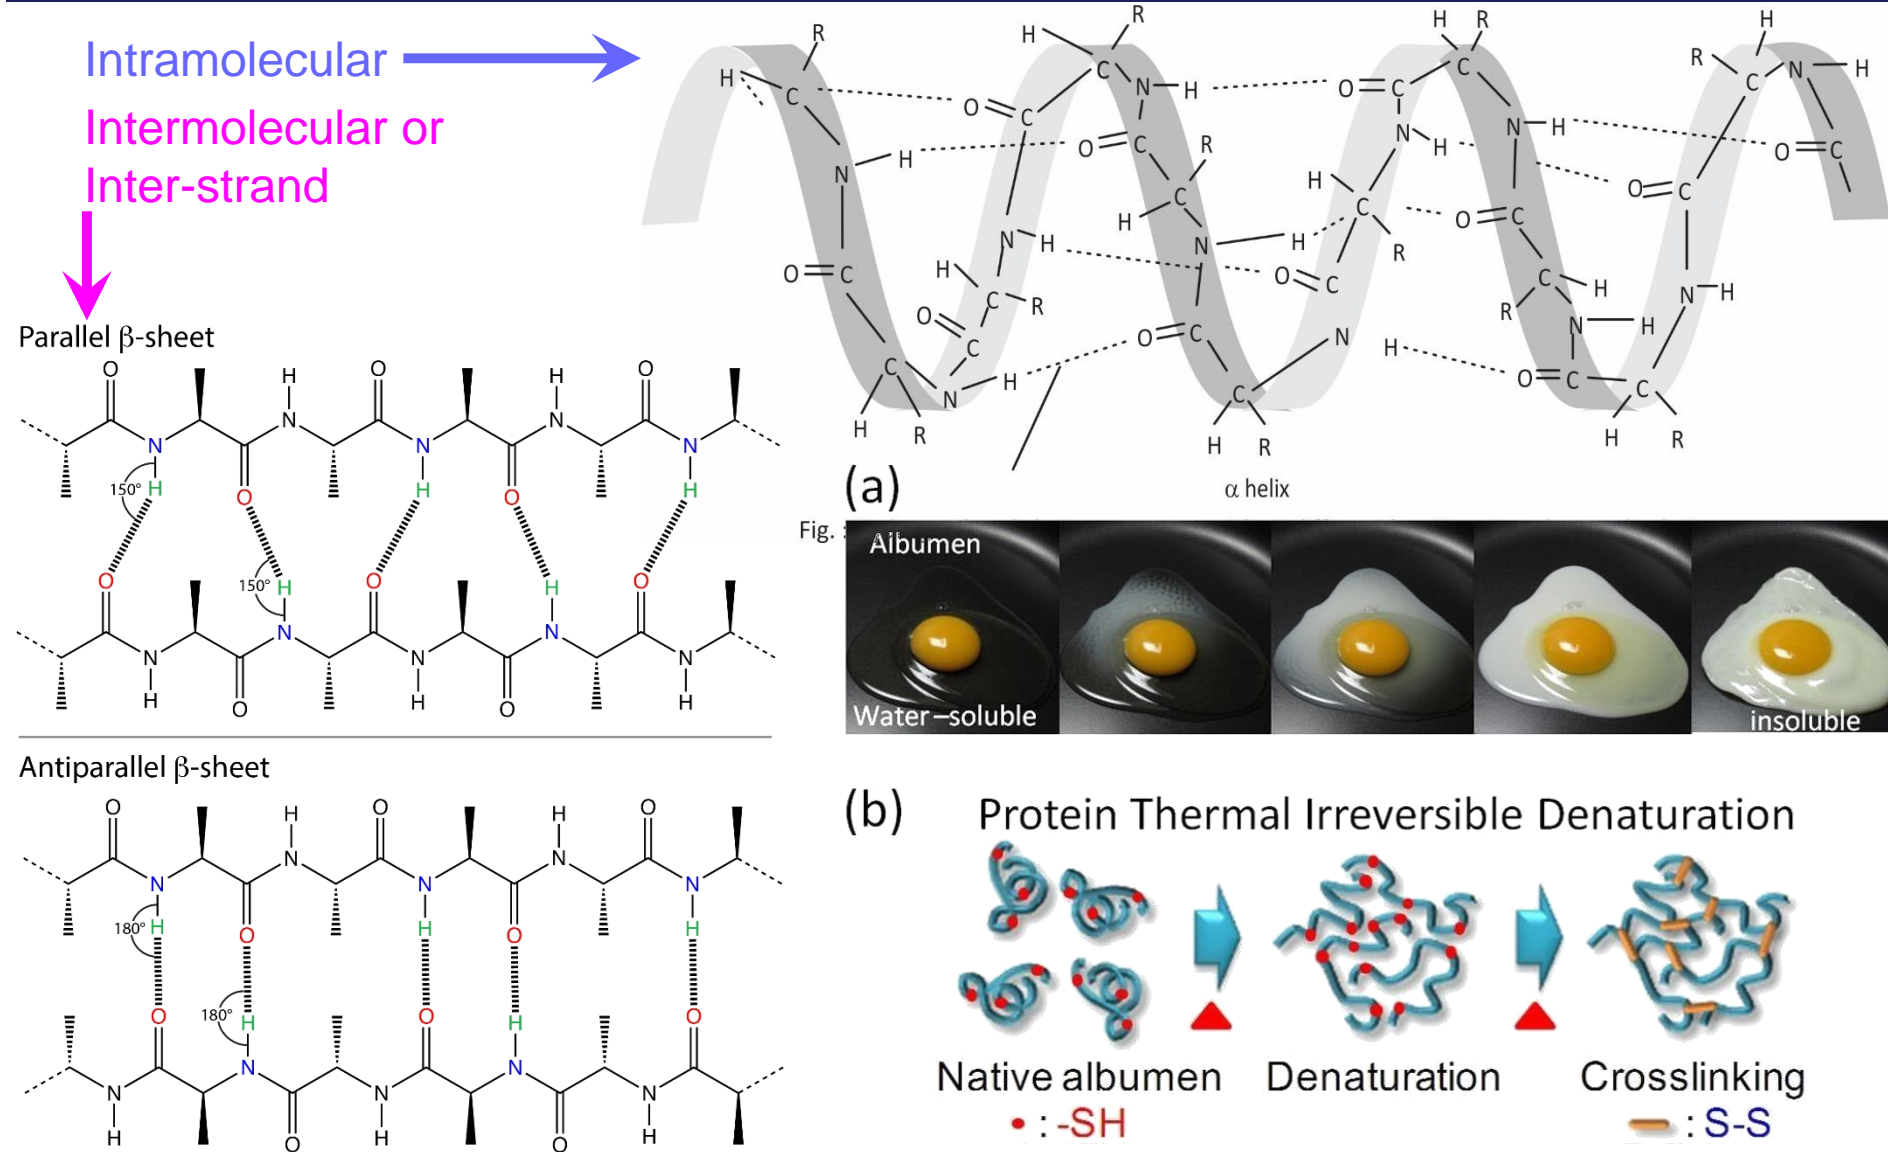 Intramolecular
Intermolecular or
Inter-strand
Parallel β-sheet
150°
150°
Antiparallel β-sheet
180°
180°
(a)
α helix
Fig. :
Albumen
Water–soluble
insoluble
(b)
Protein Thermal Irreversible Denaturation
Native albumen
Denaturation
Crosslinking
: -SH
: S-S